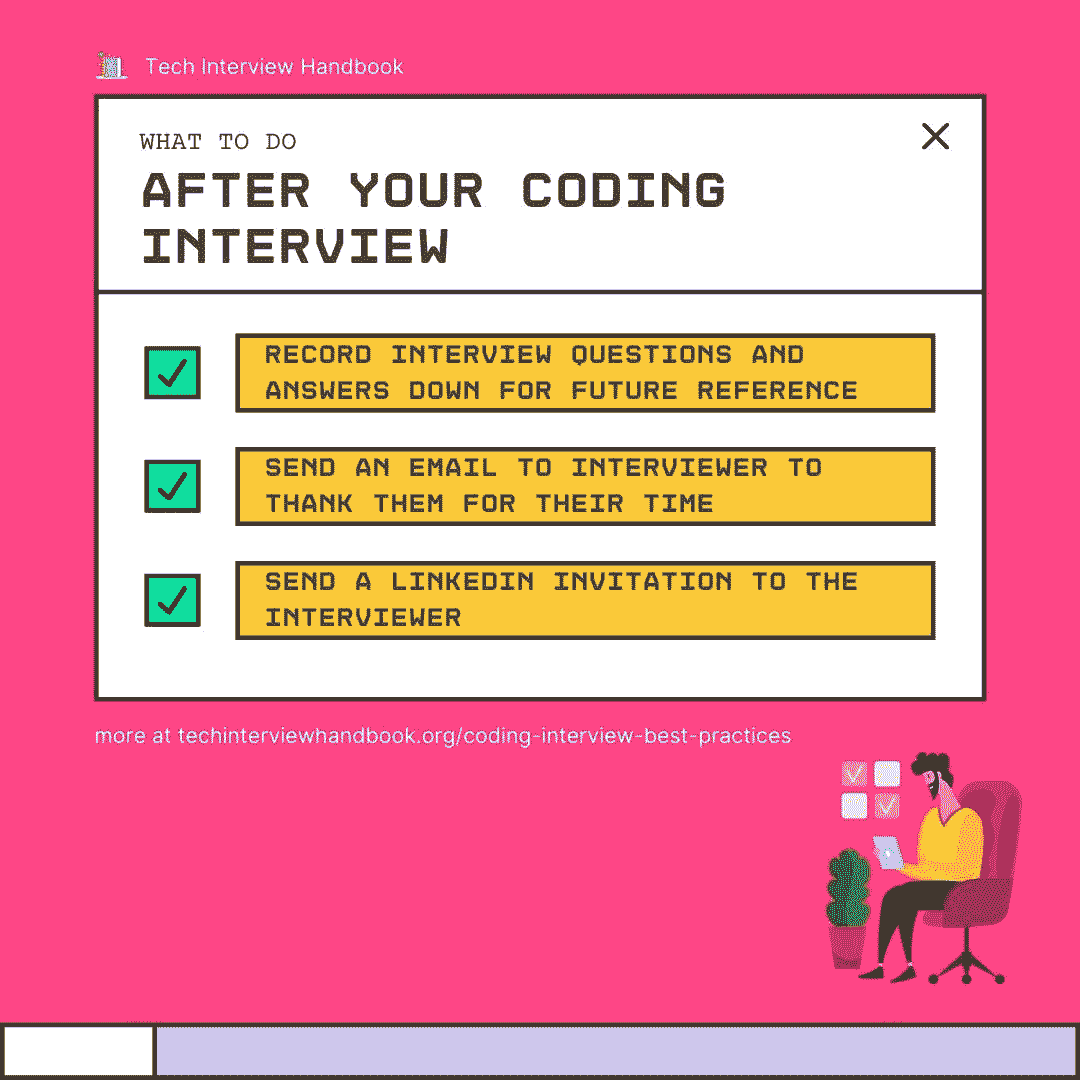 Tech Interview Handbook
WHAT TO DO
AFTER YOUR CODING
INTERVIEW
RECORD INTERVIEW QUESTIONS AND
ANSWERS DOWN FOR FUTURE REFERENCE
SEND AN EMAIL TO INTERVIEWER TO
THANK THEM FOR THEIR TIME
SEND A LINKEDIN INVITATION TO THE
INTERVIEWER
more at techinterviewhandbook.org/coding-interview-best-practices